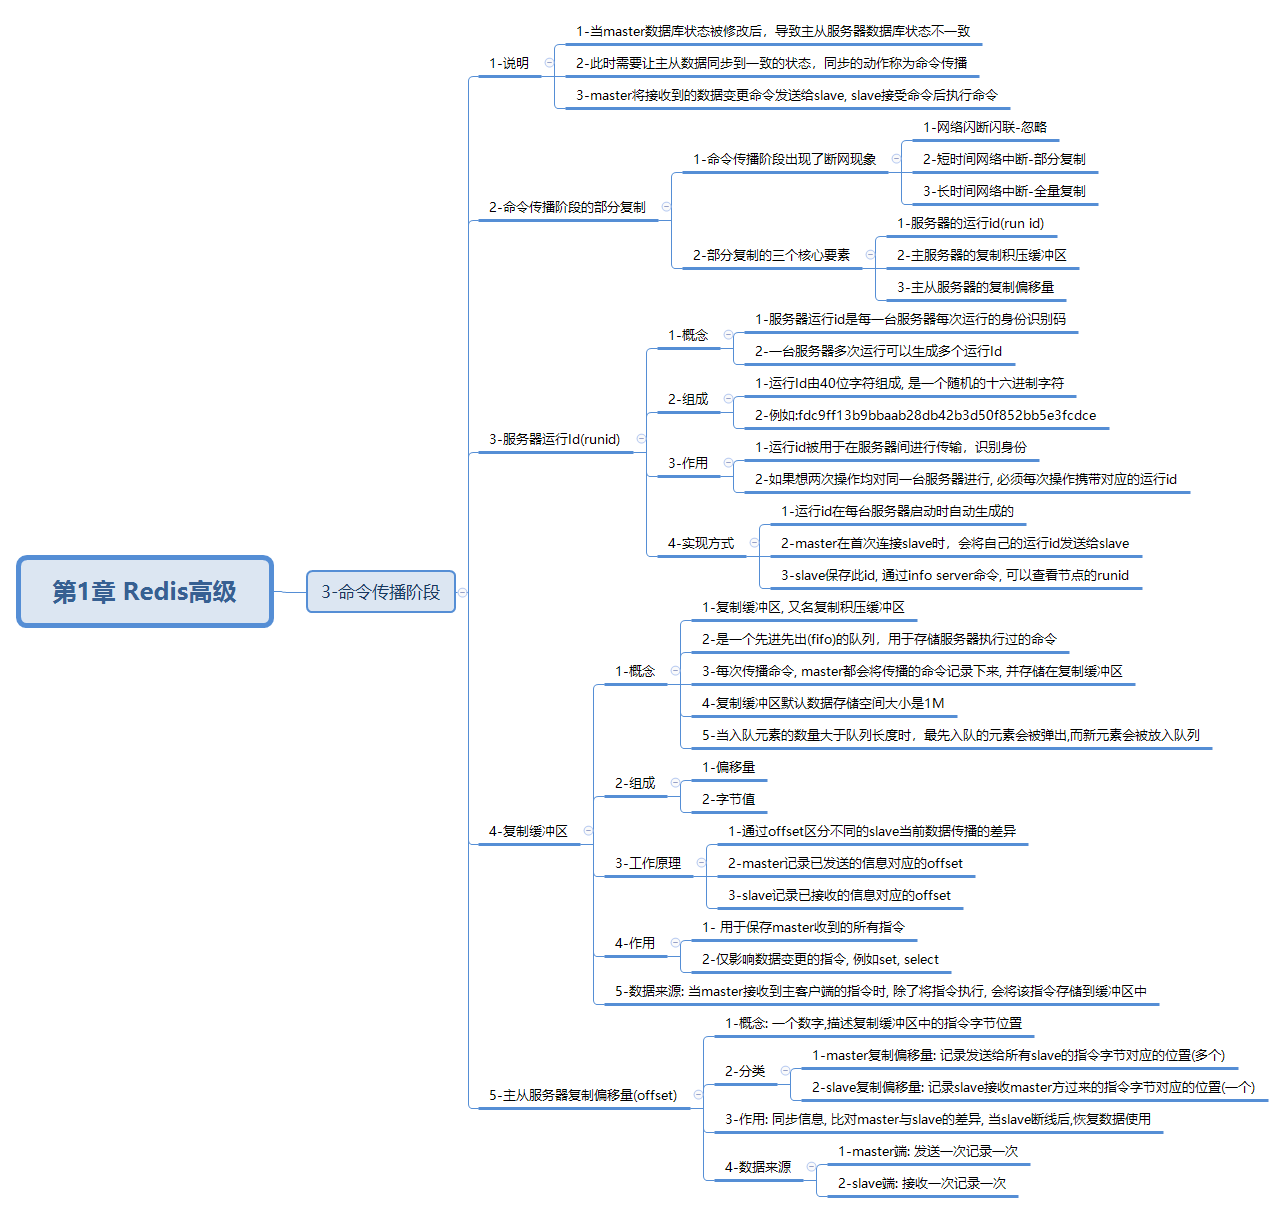 第1章 Redis高级
3-命令传播阶段
1-说明
1-当master数据库状态被修改后，导致主从服务器数据库状态不一致
2-此时需要让主从数据同步到一致的状态，同步的动作称为命令传播
3-master将接收到的数据变更命令发送给slave, slave接受命令后执行命令
2-命令传播阶段的部分复制
1-命令传播阶段出现了断网现象
1-网络闪断闪联-忽略
2-短时间网络中断-部分复制
3-长时间网络中断-全量复制
2-部分复制的三个核心要素
1-服务器的运行id(run id)
2-主服务器的复制积压缓冲区
3-主从服务器的复制偏移量
3-服务器运行Id(runid)
1-概念
1-服务器运行id是每一台服务器每次运行的身份识别码
2-一台服务器多次运行可以生成多个运行Id
2-组成
1-运行Id由40位字符组成, 是一个随机的十六进制字符
2-例如:fdc9ff13b9bbaab28db42b3d50f852bb5e3fcdce
3-作用
1-运行id被用于在服务器间进行传输，识别身份
2-如果想两次操作均对同一台服务器进行, 必须每次操作携带对应的运行id
4-实现方式
1-运行id在每台服务器启动时自动生成的
2-master在首次连接slave时，会将自己的运行id发送给slave
3-slave保存此id, 通过info server命令, 可以查看节点的runid
4-复制缓冲区
1-概念
1-复制缓冲区, 又名复制积压缓冲区
2-是一个先进先出(fifo)的队列，用于存储服务器执行过的命令
3-每次传播命令, master都会将传播的命令记录下来, 并存储在复制缓冲区
4-复制缓冲区默认数据存储空间大小是1M
5-当入队元素的数量大于队列长度时，最先入队的元素会被弹出,而新元素会被放入队列
2-组成
1-偏移量
2-字节值
3-工作原理
1-通过offset区分不同的slave当前数据传播的差异
2-master记录已发送的信息对应的offset
3-slave记录已接收的信息对应的offset
4-作用
1- 用于保存master收到的所有指令
2-仅影响数据变更的指令, 例如set, select
5-数据来源: 当master接收到主客户端的指令时, 除了将指令执行, 会将该指令存储到缓冲区中
5-主从服务器复制偏移量(offset)
1-概念: 一个数字,描述复制缓冲区中的指令字节位置
2-分类
1-master复制偏移量: 记录发送给所有slave的指令字节对应的位置(多个)
2-slave复制偏移量: 记录slave接收master方过来的指令字节对应的位置(一个)
3-作用: 同步信息, 比对master与slave的差异, 当slave断线后,恢复数据使用
4-数据来源
1-master端: 发送一次记录一次
2-slave端: 接收一次记录一次